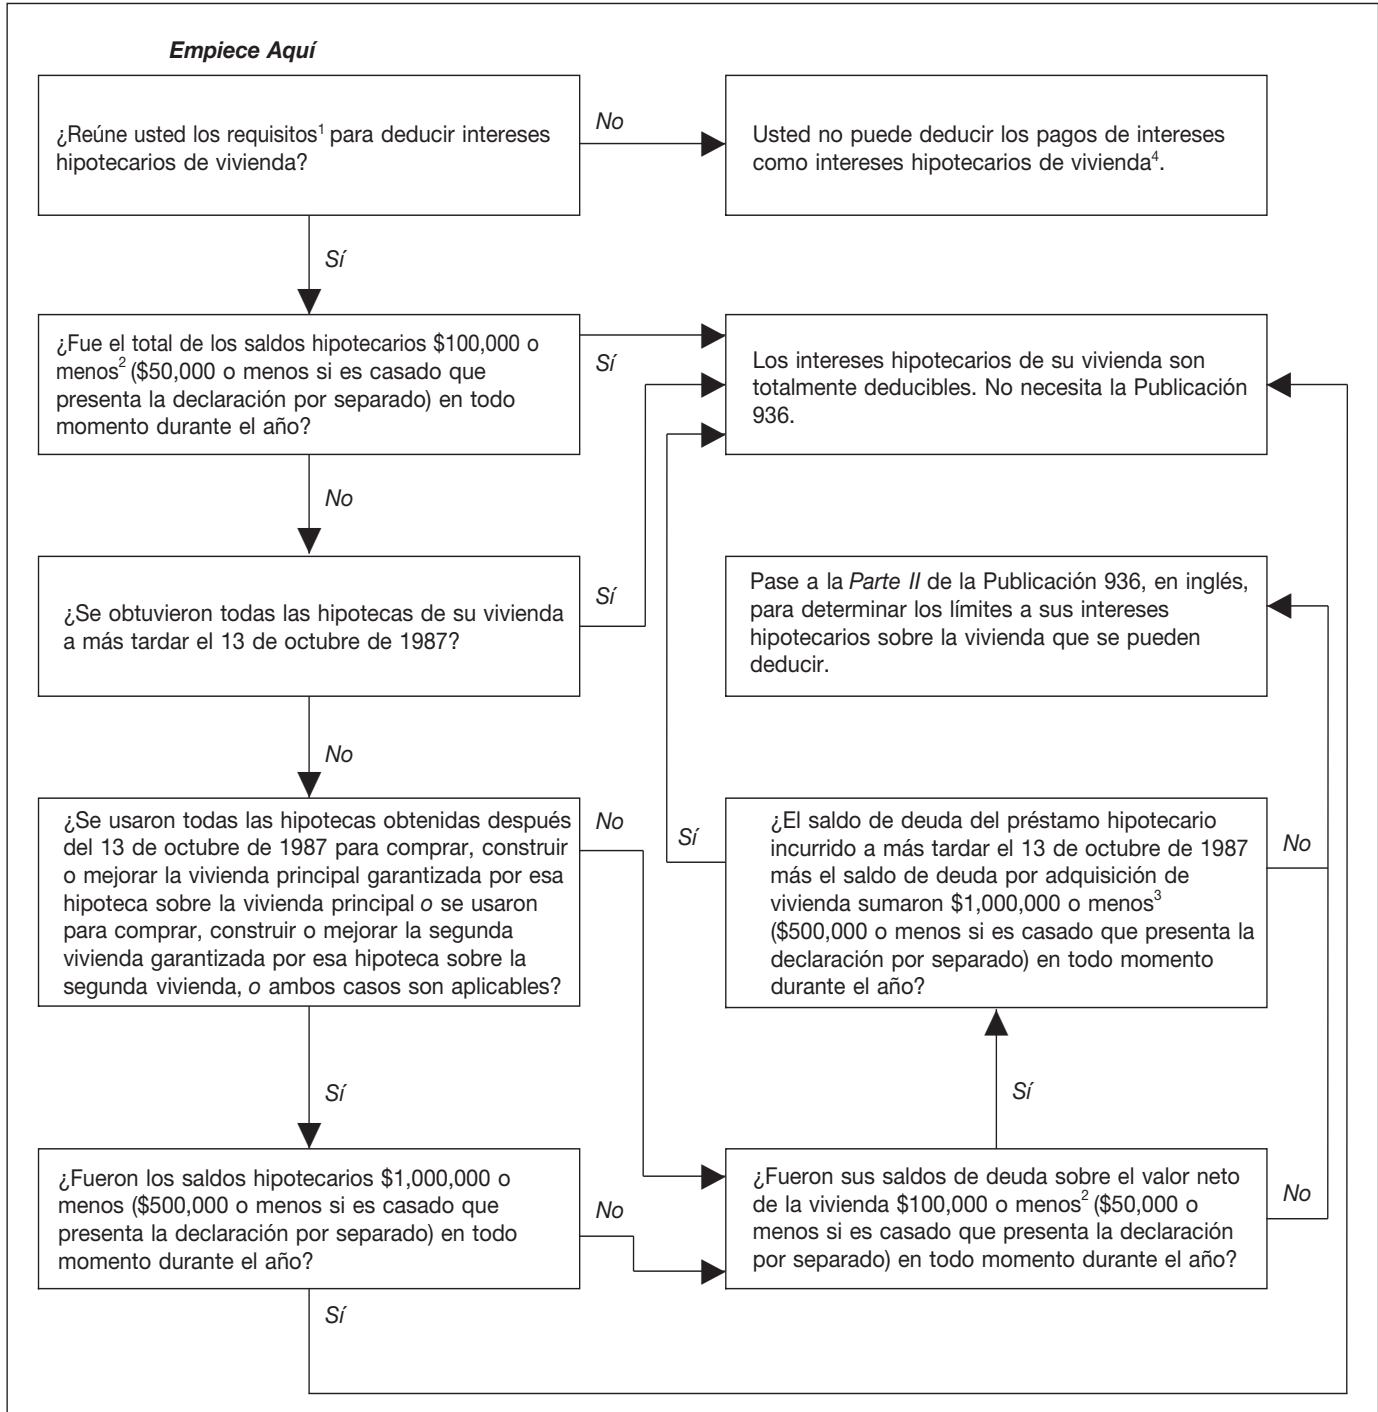 Empiece Aquí
¿Reúne usted los requisitos¹ para deducir intereses
hipotecarios de vivienda?
No
Usted no puede deducir los pagos de intereses
como intereses hipotecarios de vivienda⁴.
Sí
¿Fue el total de los saldos hipotecarios $100,000 o
menos² ($50,000 o menos si es casado que
presenta la declaración por separado) en todo
momento durante el año?
Sí
Los intereses hipotecarios de su vivienda son
totalmente deducibles. No necesita la Publicación
936.
No
¿Se obtuvieron todas las hipotecas de su vivienda
a más tardar el 13 de octubre de 1987?
Sí
Pase a la Parte II de la Publicación 936, en inglés,
para determinar los límites a sus intereses
hipotecarios sobre la vivienda que se pueden
deducir.
No
¿Se usaron todas las hipotecas obtenidas después
del 13 de octubre de 1987 para comprar, construir
o mejorar la vivienda principal garantizada por esa
hipoteca sobre la vivienda principal o se usaron
para comprar, construir o mejorar la segunda
vivienda garantizada por esa hipoteca sobre la
segunda vivienda, o ambos casos son aplicables?
No
Sí
¿El saldo de deuda del préstamo hipotecario
incurrido a más tardar el 13 de octubre de 1987
más el saldo de deuda por adquisición de
vivienda sumaron $1,000,000 o menos³
($500,000 o menos si es casado que presenta la
declaración por separado) en todo momento
durante el año?
No
Sí
Sí
¿Fueron los saldos hipotecarios $1,000,000 o
menos ($500,000 o menos si es casado que
presenta la declaración por separado) en todo
momento durante el año?
No
¿Fueron sus saldos de deuda sobre el valor neto
de la vivienda $100,000 o menos² ($50,000 o
menos si es casado que presenta la declaración
por separado) en todo momento durante el año?
No
Sí